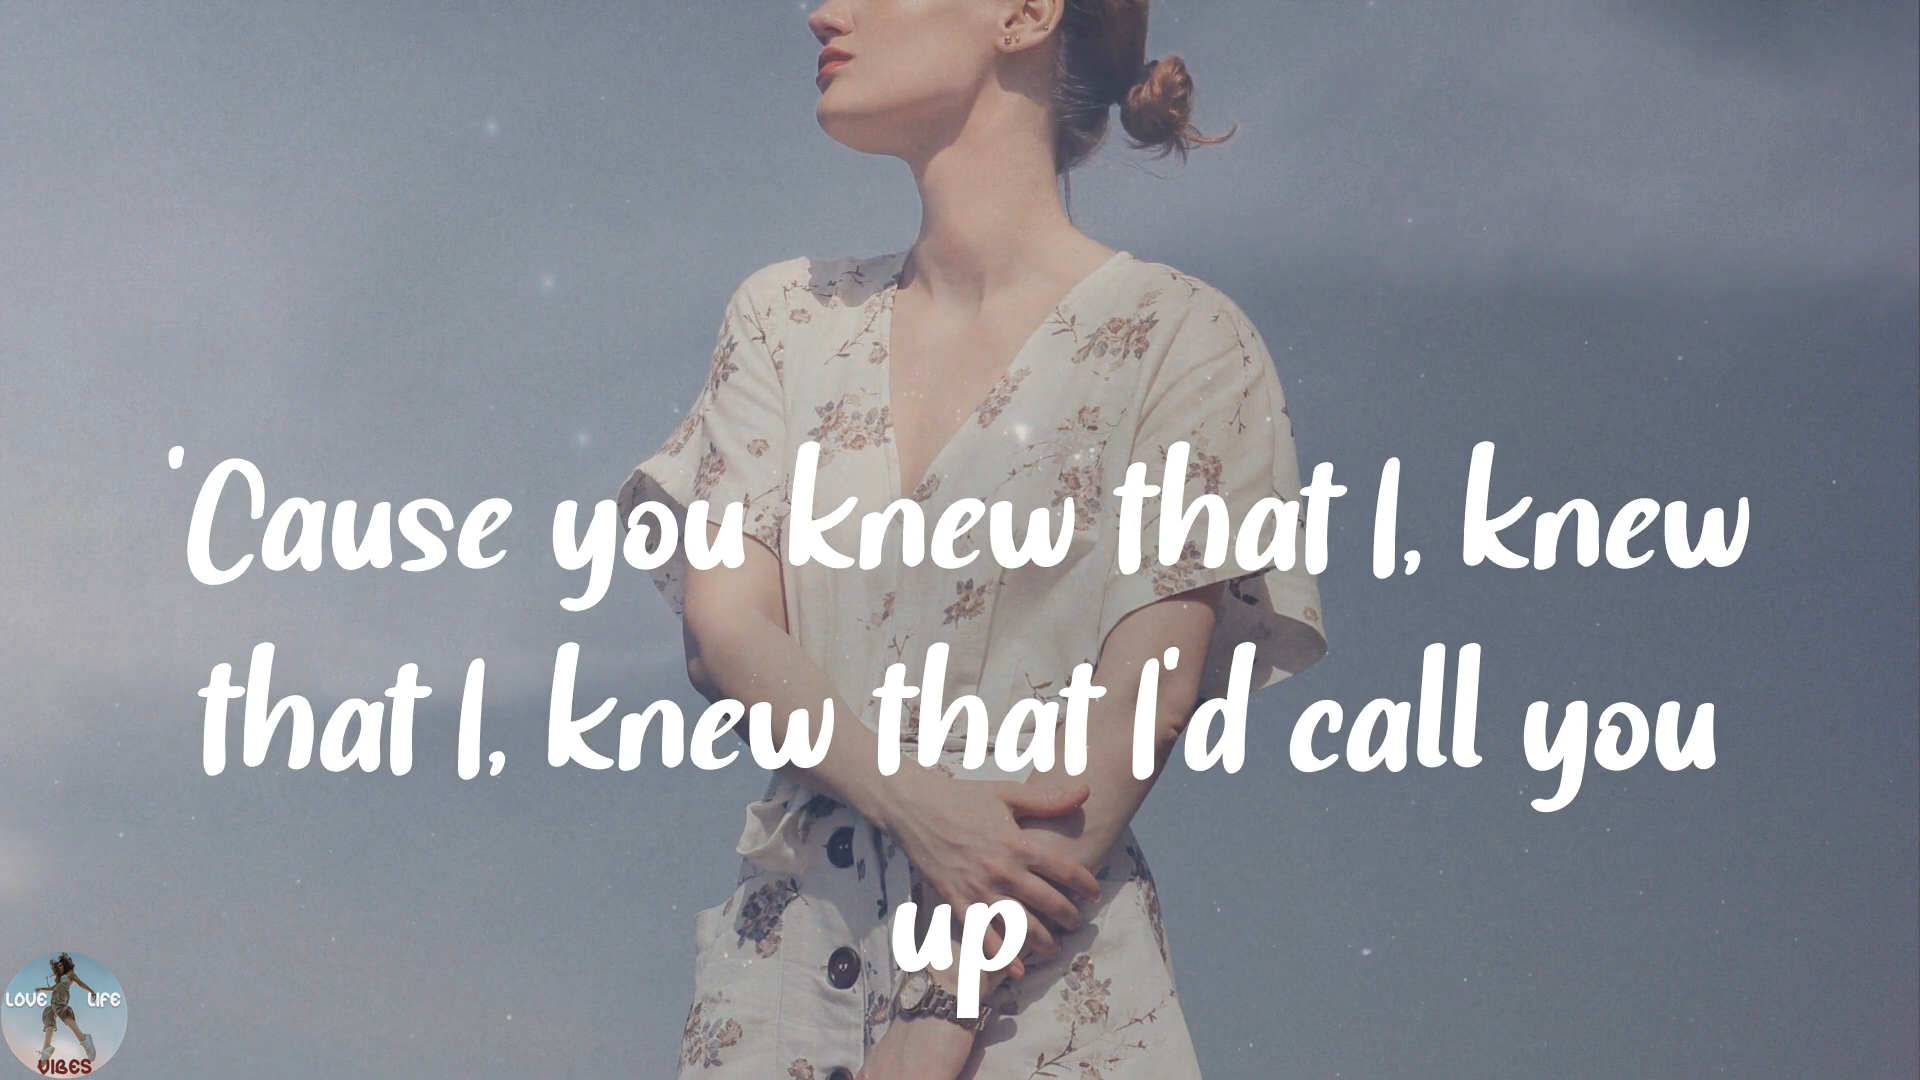 'Cause you knew that I, knew
that I, knew that I'd call you
up
LOVE LIFE
VIBES